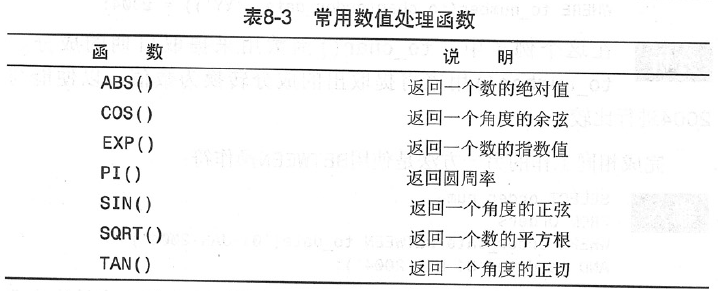 表8-3 常用数值处理函数
函 数 说 明
ABS() 返回一个数的绝对值
COS() 返回一个角度的余弦
EXP() 返回一个数的指数值
PI() 返回圆周率
SIN() 返回一个角度的正弦
SQRT() 返回一个数的平方根
TAN() 返回一个角度的正切